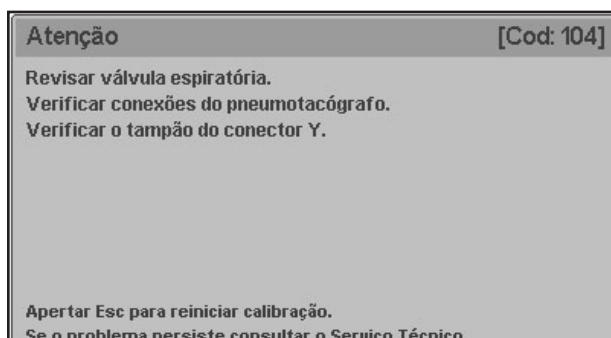 Atenção [Cod: 104]
Revisar válvula espiratória.
Verificar conexões do pneumotacógrafo.
Verificar o tampão do conector Y.
Apertar Esc para reiniciar calibração.
Se o problema persiste consultar o Serviço Técnico.